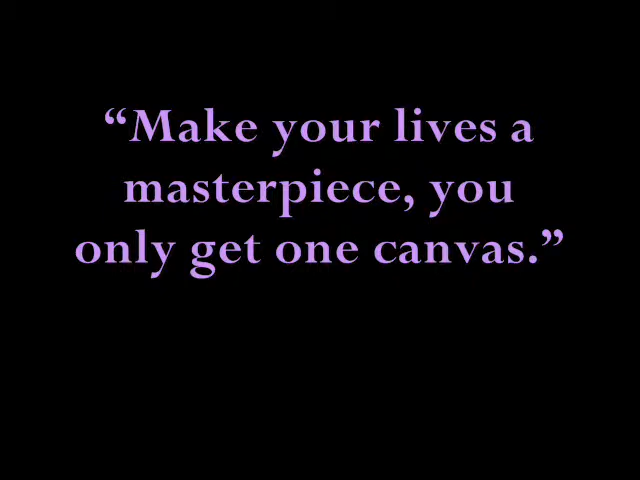 “Make your lives a
masterpiece, you
only get one canvas.”